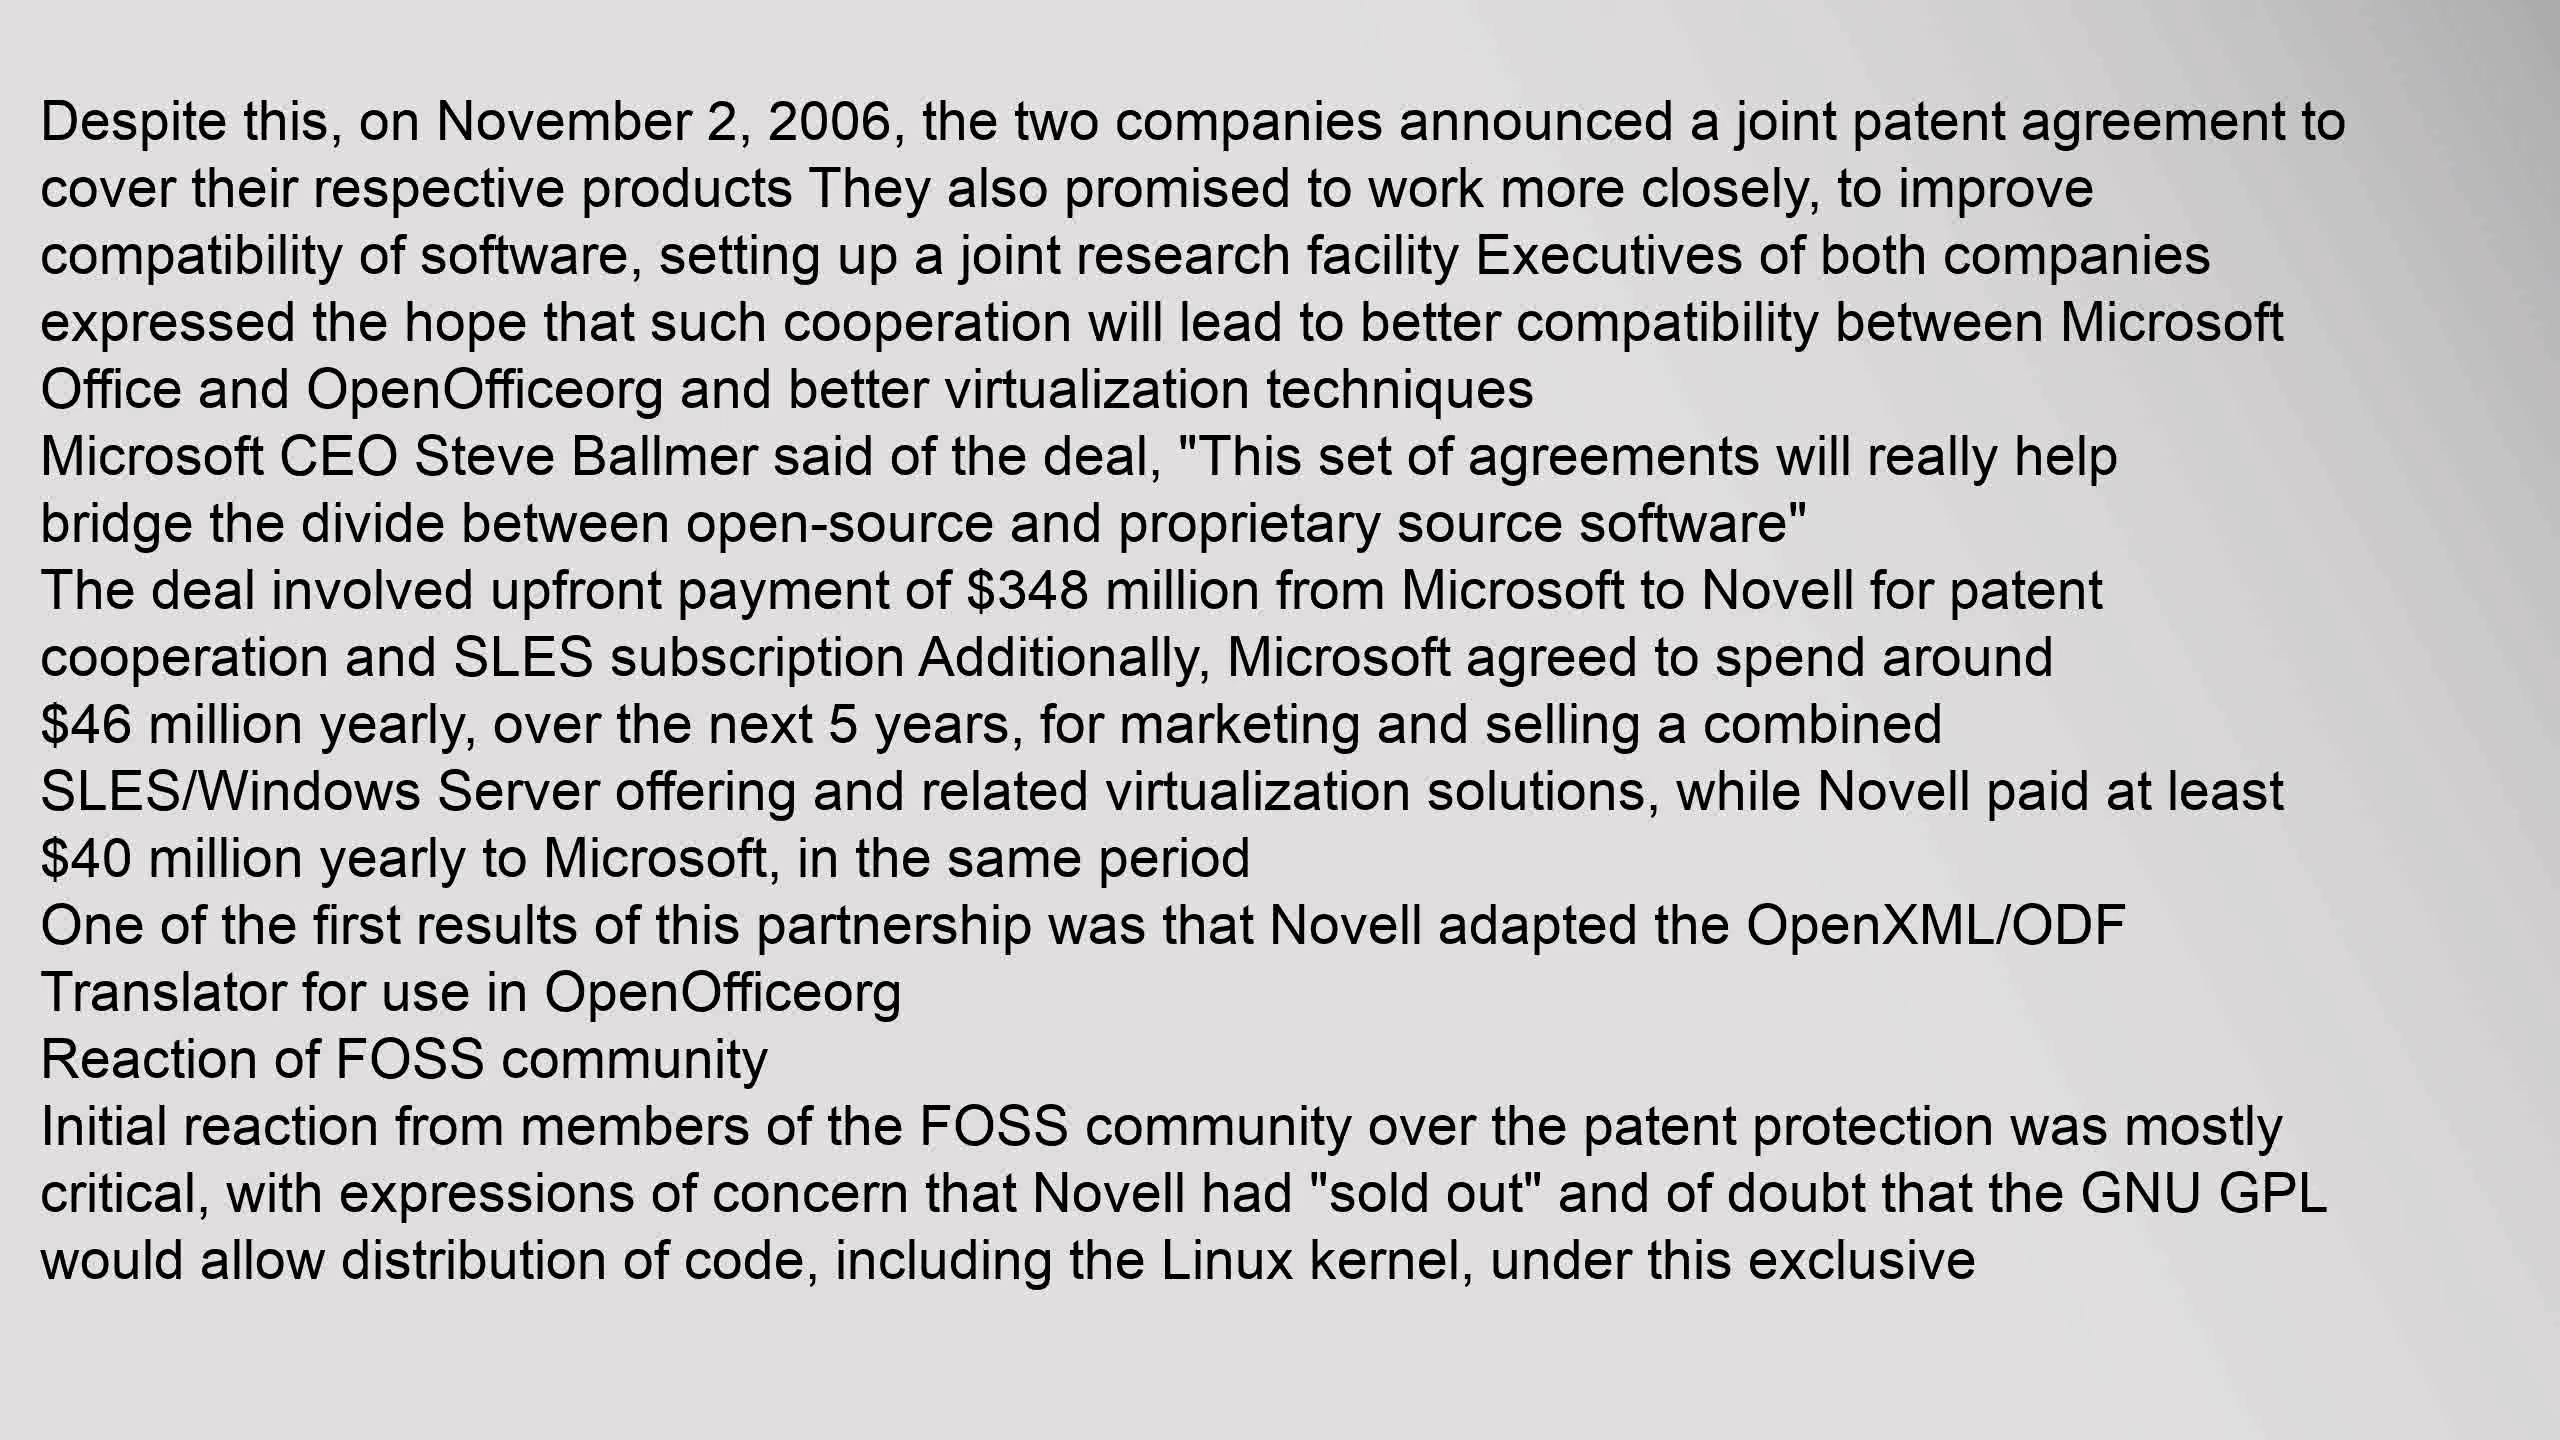 Despite this, on November 2, 2006, the two companies announced a joint patent agreement to
cover their respective products They also promised to work more closely, to improve
compatibility of software, setting up a joint research facility Executives of both companies
expressed the hope that such cooperation will lead to better compatibility between Microsoft
Office and OpenOfficeorg and better virtualization techniques
Microsoft CEO Steve Ballmer said of the deal, "This set of agreements will really help
bridge the divide between open-source and proprietary source software"
The deal involved upfront payment of $348 million from Microsoft to Novell for patent
cooperation and SLES subscription Additionally, Microsoft agreed to spend around
$46 million yearly, over the next 5 years, for marketing and selling a combined
SLES/Windows Server offering and related virtualization solutions, while Novell paid at least
$40 million yearly to Microsoft, in the same period
One of the first results of this partnership was that Novell adapted the OpenXML/ODF
Translator for use in OpenOfficeorg
Reaction of FOSS community
Initial reaction from members of the FOSS community over the patent protection was mostly
critical, with expressions of concern that Novell had "sold out" and of doubt that the GNU GPL
would allow distribution of code, including the Linux kernel, under this exclusive